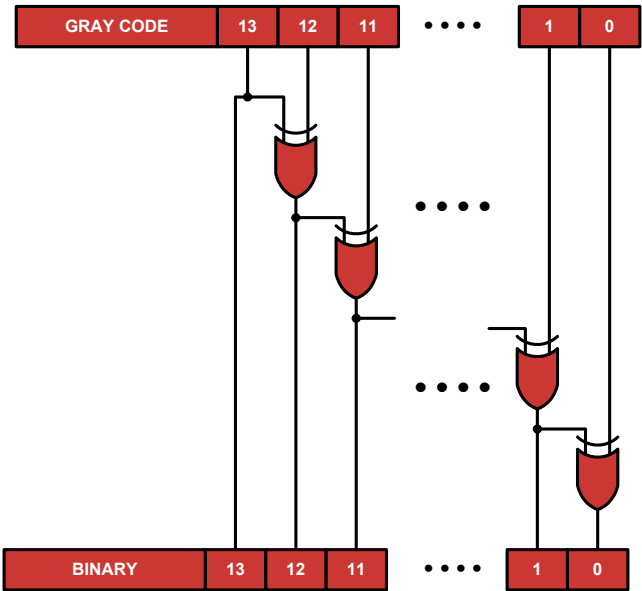 GRAY CODE 13 12 11 •••• 1 0
BINARY 13 12 11 •••• 1 0